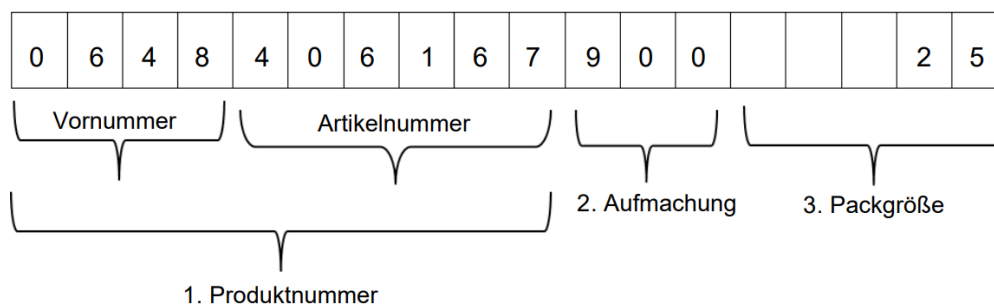 0 6 4 8 4 0 6 1 6 7 9 0 0 2 5
Vornummer Artikelnummer
2. Aufmachung 3. Packgröße
1. Produktnummer